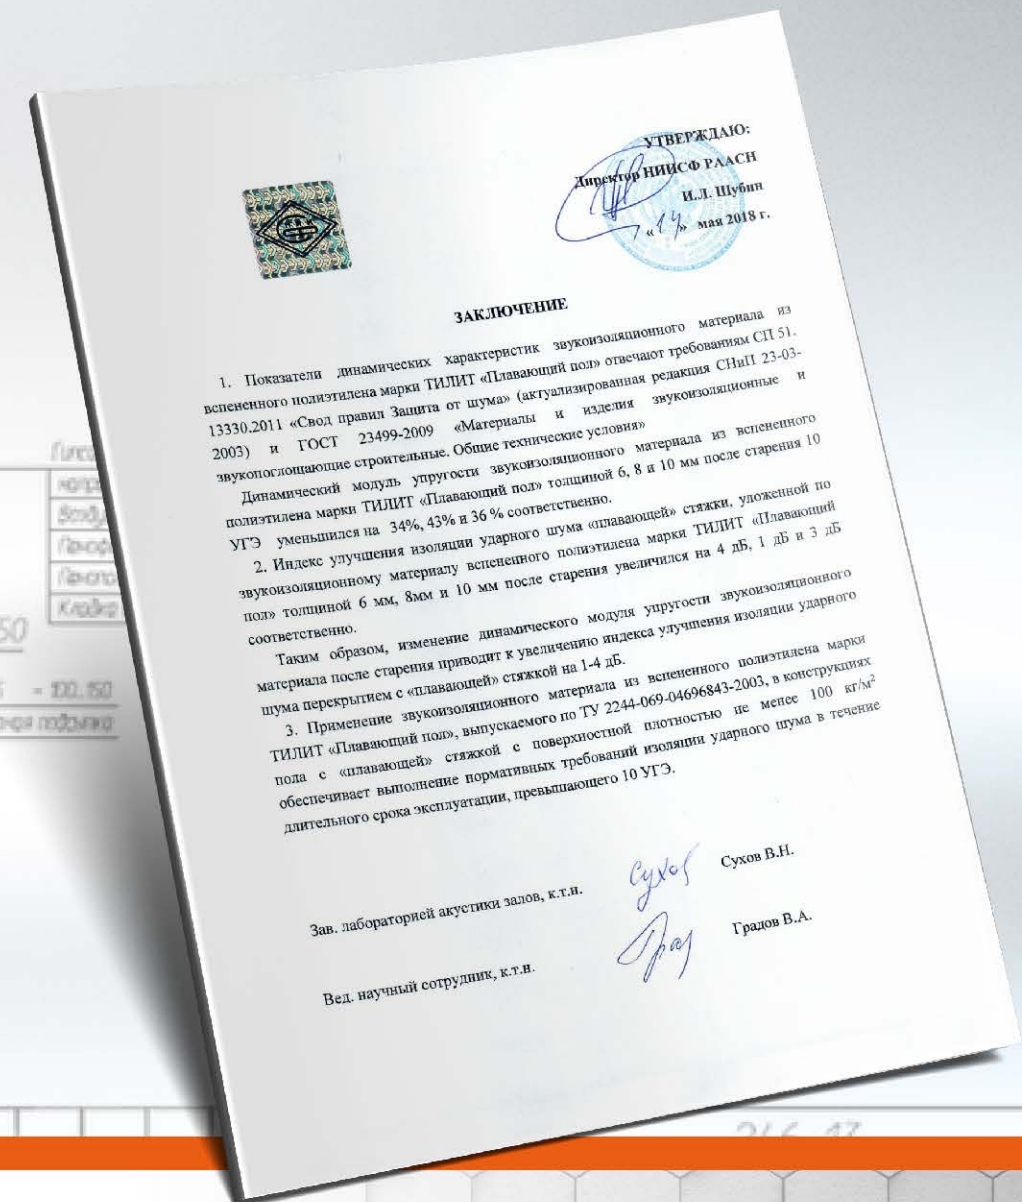 УТВЕРЖДАЮ:
Директор НИИСФ РААСН
И.Л. Шубин
«14» мая 2018 г.
ЗАКЛЮЧЕНИЕ
1. Показатели динамических характеристик звукоизоляционного материала из
вспененного полиэтилена марки ТИЛИТ «Плавающий пол» отвечают требованиям СП 51.
13330.2011 «Свод правил Защита от шума» (актуализированная редакция СНиП 23-03-
2003) и ГОСТ 23499-2009 «Материалы и изделия звукоизоляционные и
звукопоглощающие строительные. Общие технические условия»
Динамический модуль упругости звукоизоляционного материала из вспененного
полиэтилена марки ТИЛИТ «Плавающий пол» толщиной 6, 8 и 10 мм после старения 10
УГЭ уменьшился на 34%, 43% и 36 % соответственно.
2. Индекс улучшения изоляции ударного шума «плавающей» стяжки, уложенной по
звукоизоляционному материалу вспененного полиэтилена марки ТИЛИТ «Плавающий
пол» толщиной 6 мм, 8мм и 10 мм после старения увеличился на 4 дБ, 1 дБ и 3 дБ
соответственно.
Таким образом, изменение динамического модуля упругости звукоизоляционного
материала после старения приводит к увеличению индекса улучшения изоляции ударного
шума перекрытием с «плавающей» стяжкой на 1-4 дБ.
3. Применение звукоизоляционного материала из вспененного полиэтилена марки
ТИЛИТ «Плавающий пол», выпускаемого по ТУ 2244-069-04696843-2003, в конструкциях
пола с «плавающей» стяжкой с поверхностной плотностью не менее 100 кг/м²
обеспечивает выполнение нормативных требований изоляции ударного шума в течение
длительного срока эксплуатации, превышающего 10 УГЭ.
Зав. лабораторией акустики залов, к.т.н. Сухов Сухов В.Н.
Вед. научный сотрудник, к.т.н. Градов В.А.
50
= 100..150